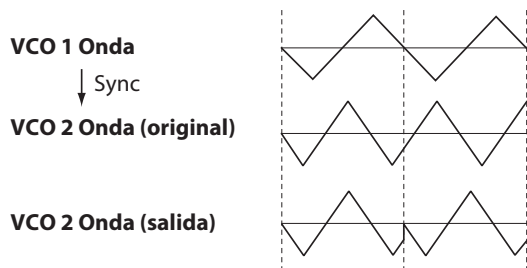 VCO 1 Onda
Sync
VCO 2 Onda (original)
VCO 2 Onda (salida)